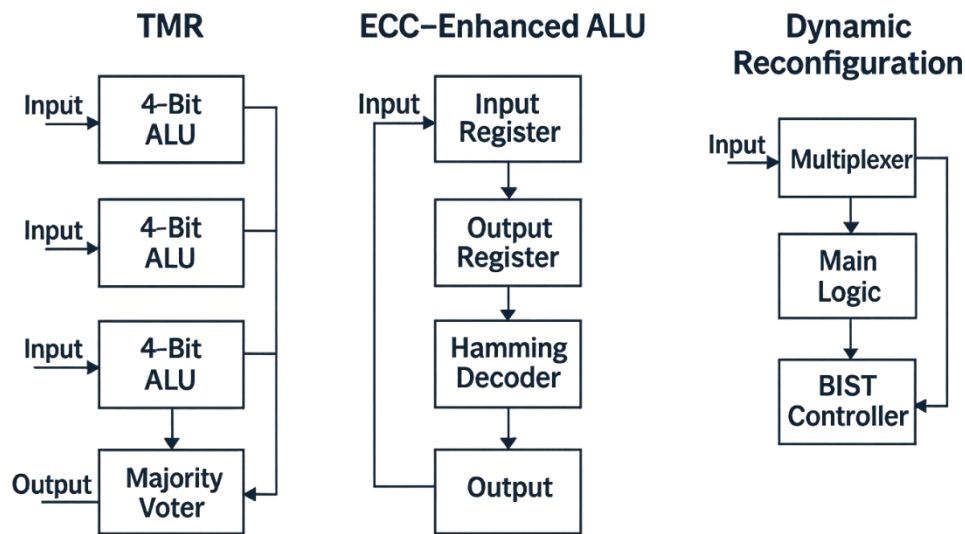 TMR
Input
4–Bit
ALU
Input
4–Bit
ALU
Input
4–Bit
ALU
Output
Majority
Voter
ECC–Enhanced ALU
Input
Input
Register
Output
Register
Hamming
Decoder
Output
Dynamic
Reconfiguration
Input
Multiplexer
Main
Logic
BIST
Controller